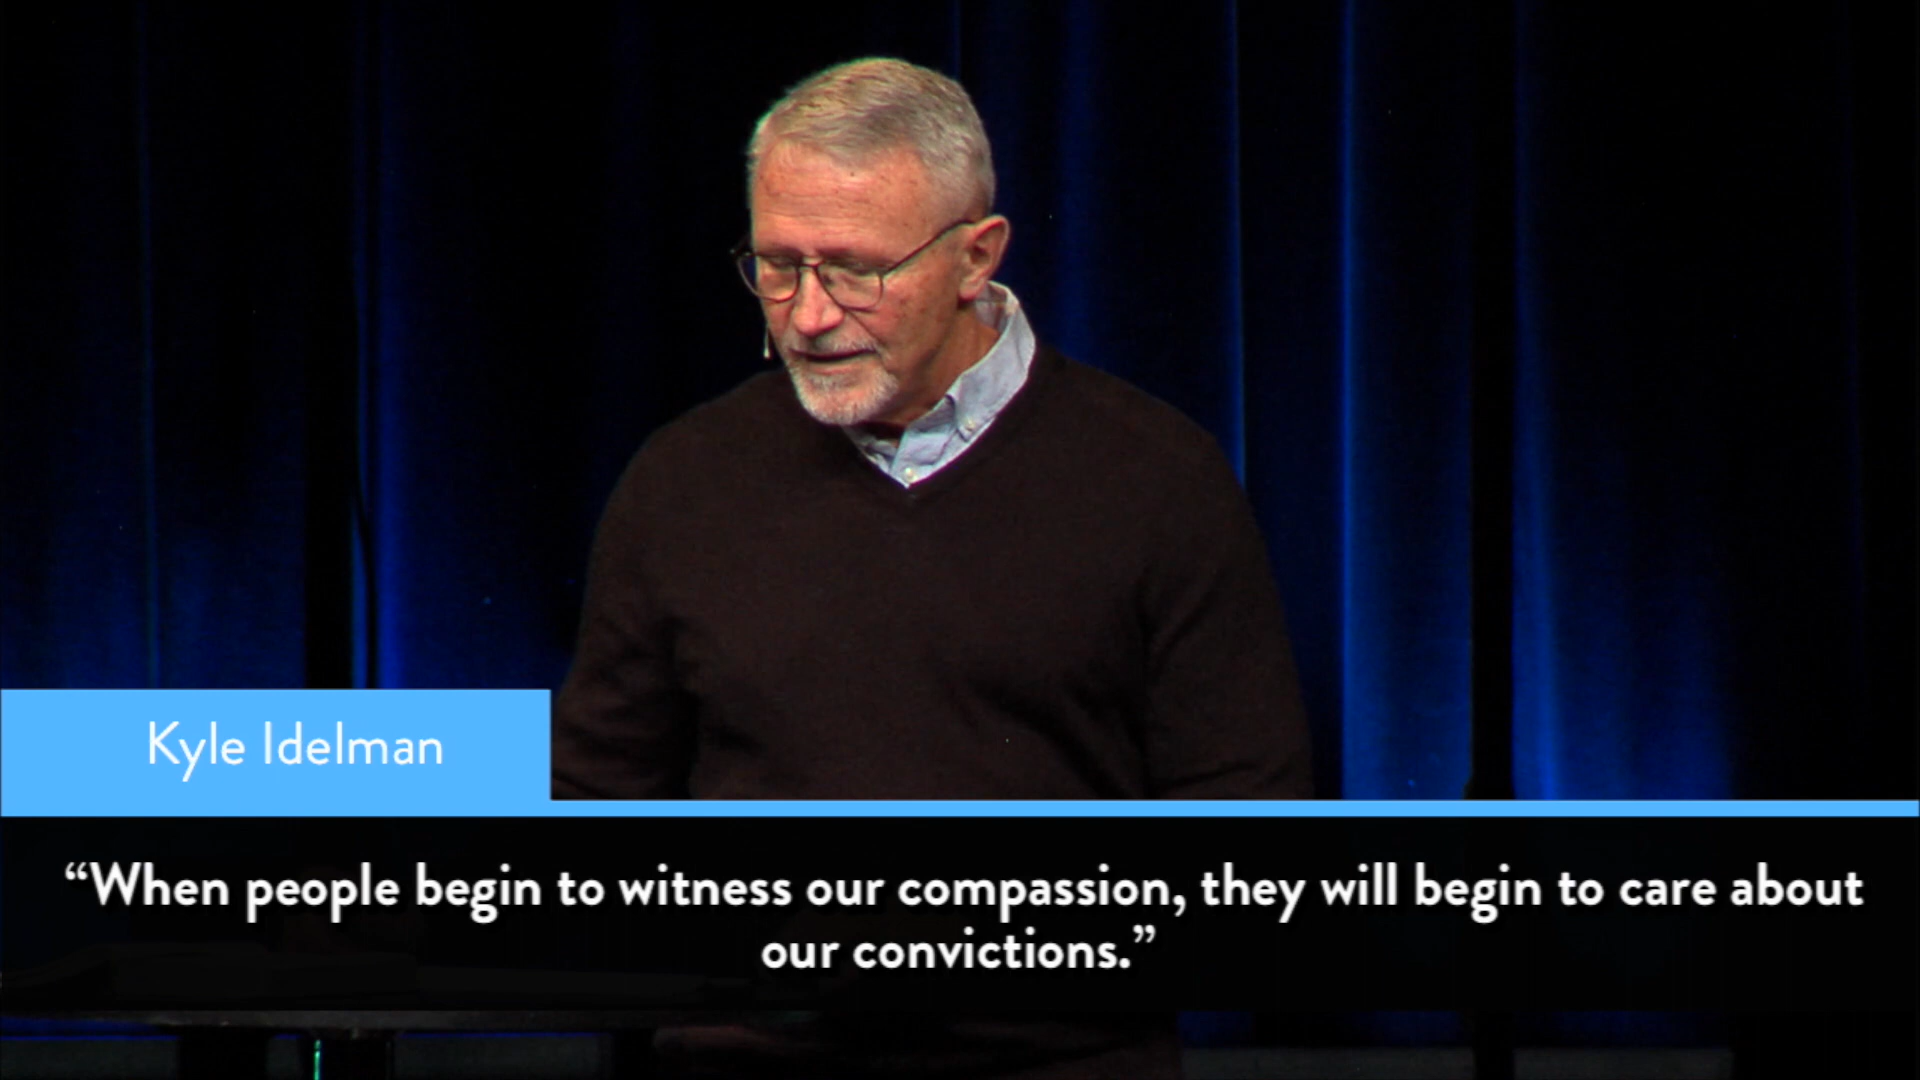 Kyle Idelman
“When people begin to witness our compassion, they will begin to care about
our convictions.”